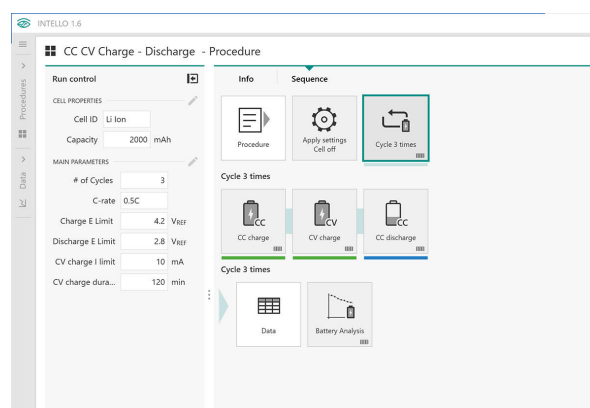 INTELLO 1.6
CC CV Charge - Discharge - Procedure
Procedures
Data
Run control
CELL PROPERTIES
Cell ID Li Ion
Capacity 2000 mAh
MAIN PARAMETERS
# of Cycles 3
C-rate 0.5C
Charge E Limit 4.2 VREF
Discharge E Limit 2.8 VREF
CV charge I limit 10 mA
CV charge dura... 120 min
Info Sequence
Procedure
Apply settings
Cell off
Cycle 3 times
Cycle 3 times
CC
CC charge
CV
CV charge
CC
CC discharge
Cycle 3 times
Data
Battery Analysis